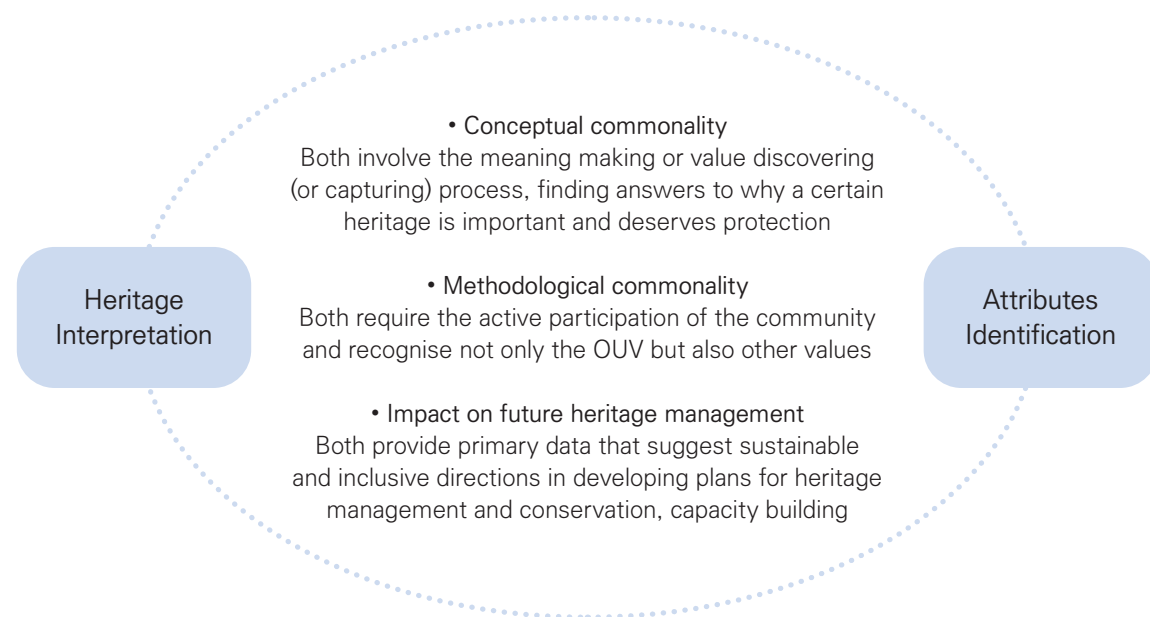 • Conceptual commonality
Both involve the meaning making or value discovering
(or capturing) process, finding answers to why a certain
heritage is important and deserves protection
Heritage
Interpretation
• Methodological commonality
Both require the active participation of the community
and recognise not only the OUV but also other values
Attributes
Identification
• Impact on future heritage management
Both provide primary data that suggest sustainable
and inclusive directions in developing plans for heritage
management and conservation, capacity building